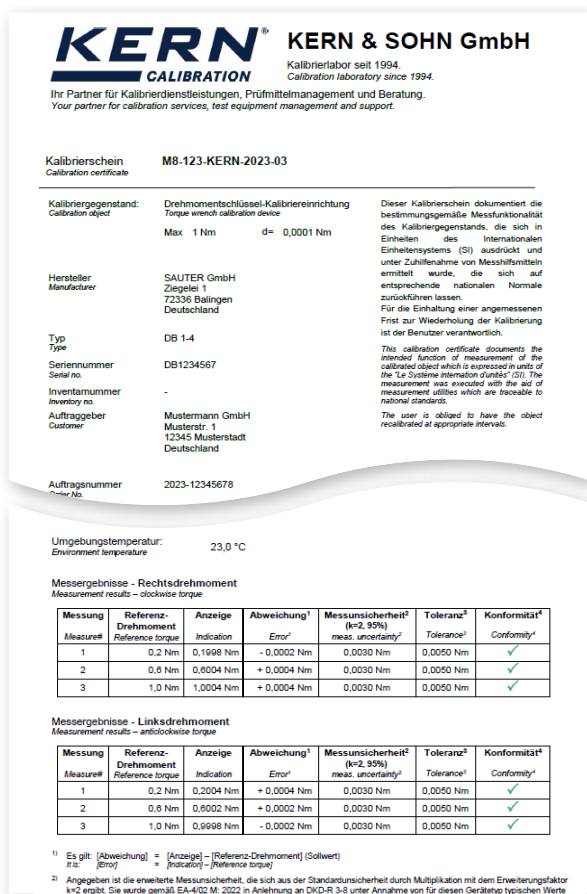 KERN®
CALIBRATION
KERN & SOHN GmbH
Kalibrierlabor seit 1994.
Calibration laboratory since 1994.
Ihr Partner für Kalibrierdienstleistungen, Prüfmittelmanagement und Beratung.
Your partner for calibration services, test equipment management and support.
Kalibrierschein M8-123-KERN-2023-03
Calibration certificate
Kalibriergegenstand: Drehmomentschlüssel-Kalibriereinrichtung
Calibration object Torque wrench calibration device
Max 1 Nm d= 0,0001 Nm
Hersteller SAUTER GmbH
Manufacturer Ziegelei 1
72336 Balingen
Deutschland
Typ DB 1-4
Type
Seriennummer DB1234567
Serial no.
Inventarnummer -
Inventory no.
Auftraggeber Mustermann GmbH
Customer Musterstr. 1
12345 Musterstadt
Deutschland
Auftragsnummer 2023-12345678
Order No.
Dieser Kalibrierschein dokumentiert die
bestimmungsgemäße Messfunktionalität
des Kalibriergegenstands, die sich in
Einheiten des Internationalen
Einheitensystems (SI) ausdrückt und
unter Zuhilfenahme von Messhilfsmitteln
ermittelt wurde, die sich auf
entsprechende nationalen Normale
zurückführen lassen.
Für die Einhaltung einer angemessenen
Frist zur Wiederholung der Kalibrierung
ist der Benutzer verantwortlich.
This calibration certificate documents the
intended function of measurement of the
calibrated object which is expressed in units of
the "Le Système internation d'unités" (SI). The
measurement was executed with the aid of
measurement utilities which are traceable to
national standards.
The user is obliged to have the object
recalibrated at appropriate intervals.
Umgebungstemperatur: 23,0 °C
Environment temperature
Messergebnisse - Rechtsdrehmoment
Measurement results – clockwise torque
Messung Referenz- Anzeige Abweichung¹ Messunsicherheit² Toleranz³ Konformität⁴
Drehmoment (k=2, 95%)
Measure# Reference torque Indication Error¹ meas. uncertainty² Tolerance³ Conformity⁴
1 0,2 Nm 0,1998 Nm - 0,0002 Nm 0,0030 Nm 0,0050 Nm ✓
2 0,6 Nm 0,6004 Nm + 0,0004 Nm 0,0030 Nm 0,0050 Nm ✓
3 1,0 Nm 1,0004 Nm + 0,0004 Nm 0,0030 Nm 0,0050 Nm ✓
Messergebnisse - Linksdrehmoment
Measurement results – anticlockwise torque
Messung Referenz- Anzeige Abweichung¹ Messunsicherheit² Toleranz³ Konformität⁴
Drehmoment (k=2, 95%)
Measure# Reference torque Indication Error¹ meas. uncertainty² Tolerance³ Conformity⁴
1 0,2 Nm 0,2004 Nm + 0,0004 Nm 0,0030 Nm 0,0050 Nm ✓
2 0,6 Nm 0,6002 Nm + 0,0002 Nm 0,0030 Nm 0,0050 Nm ✓
3 1,0 Nm 0,9998 Nm - 0,0002 Nm 0,0030 Nm 0,0050 Nm ✓
1) Es gilt: [Abweichung] = [Anzeige] – [Referenz-Drehmoment] (Sollwert)
It is: [Error] = [Indication] – [Reference torque]
2) Angegeben ist die erweiterte Messunsicherheit, die sich aus der Standardunsicherheit durch Multiplikation mit dem Erweiterungsfaktor
k=2 ergibt. Sie wurde gemäß EA-4/02 M: 2022 in Anlehnung an DKD-R 3-8 unter Annahme von für diesen Gerätetyp typischen Werte